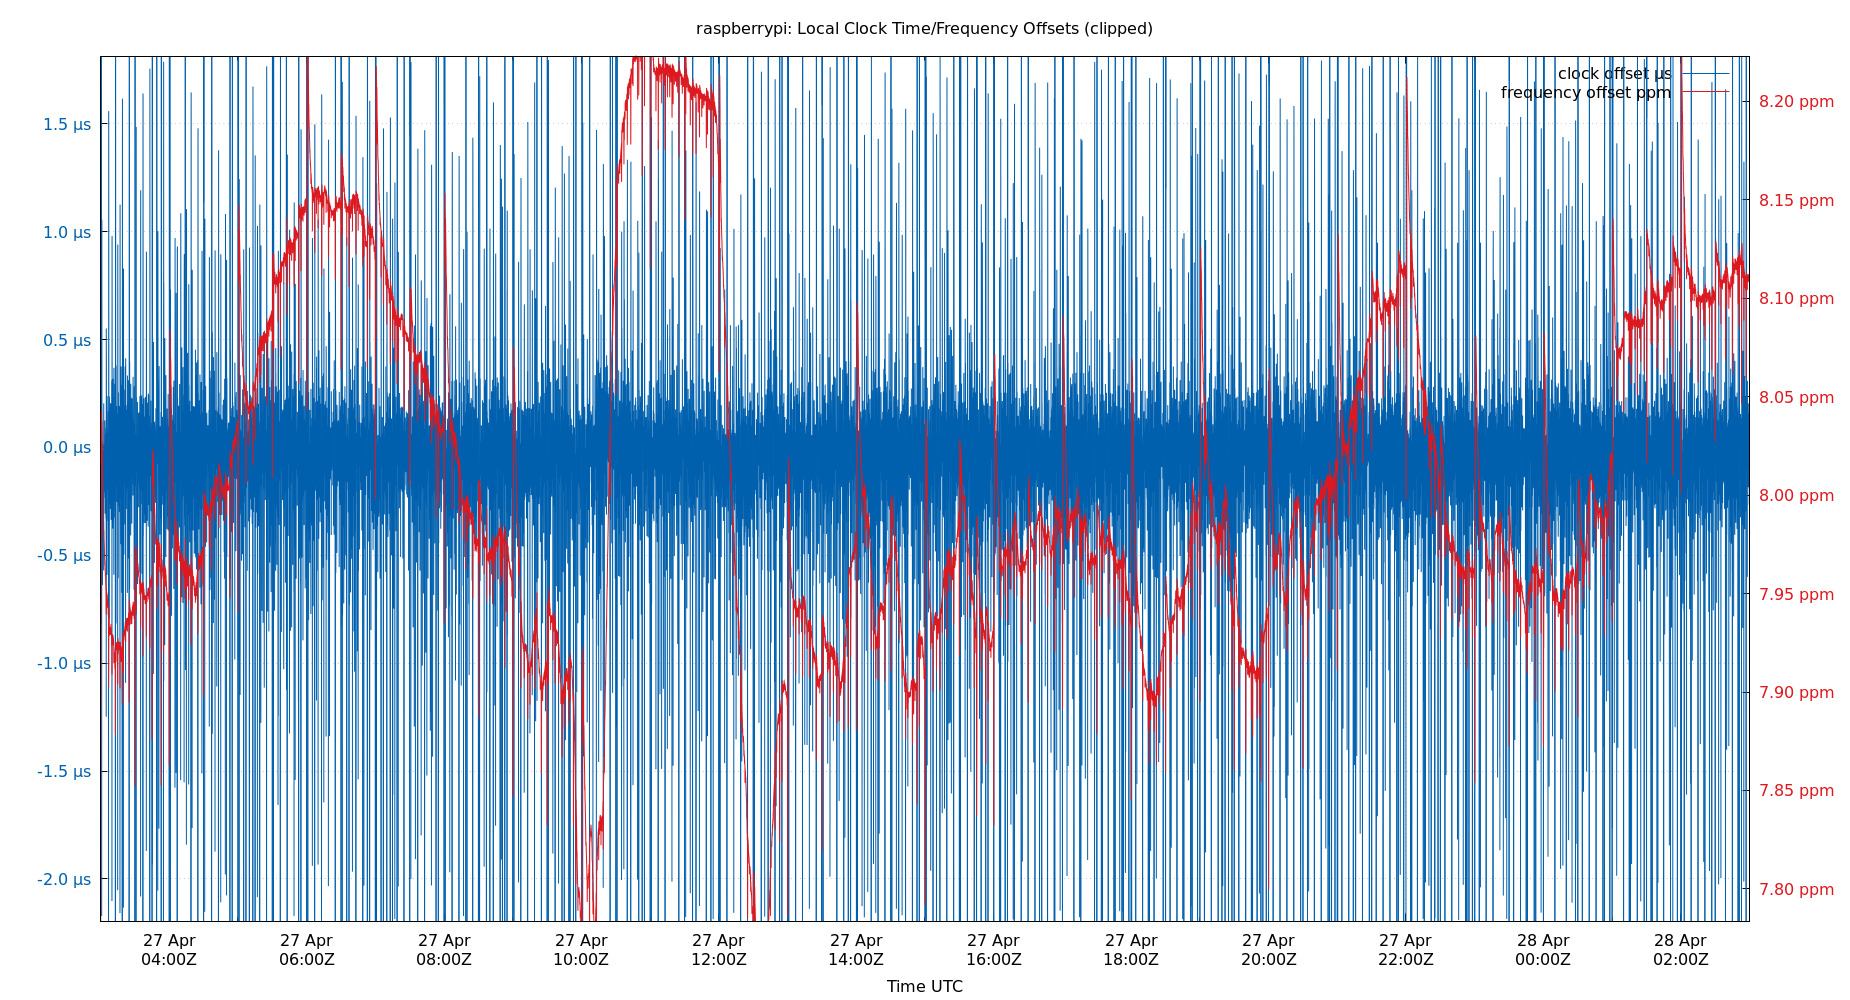 raspberrypi: Local Clock Time/Frequency Offsets (clipped)
clock offset µs
frequency offset ppm
1.5 µs
1.0 µs
0.5 µs
0.0 µs
-0.5 µs
-1.0 µs
-1.5 µs
-2.0 µs
8.20 ppm
8.15 ppm
8.10 ppm
8.05 ppm
8.00 ppm
7.95 ppm
7.90 ppm
7.85 ppm
7.80 ppm
27 Apr 27 Apr 27 Apr 27 Apr 27 Apr 27 Apr 27 Apr 27 Apr 27 Apr 27 Apr 28 Apr 28 Apr
04:00Z 06:00Z 08:00Z 10:00Z 12:00Z 14:00Z 16:00Z 18:00Z 20:00Z 22:00Z 00:00Z 02:00Z
Time UTC